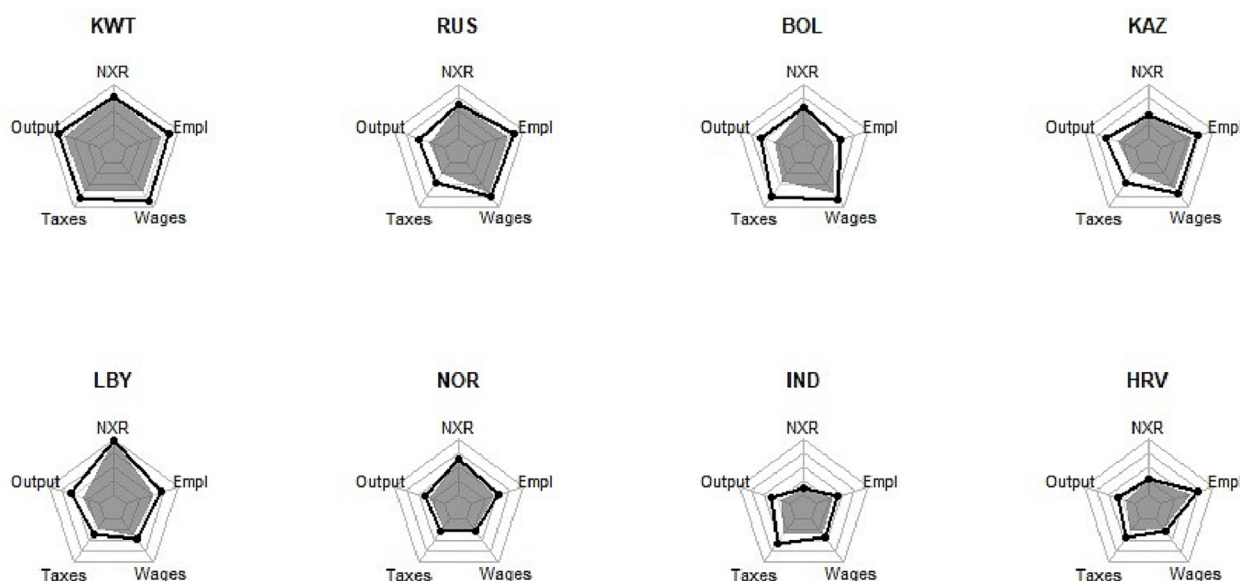 KWT
NXR
Output
Empl
Taxes
Wages
RUS
NXR
Output
Empl
Taxes
Wages
BOL
NXR
Output
Empl
Taxes
Wages
KAZ
NXR
Output
Empl
Taxes
Wages
LBY
NXR
Output
Empl
Taxes
Wages
NOR
NXR
Output
Empl
Taxes
Wages
IND
NXR
Output
Empl
Taxes
Wages
HRV
NXR
Output
Empl
Taxes
Wages